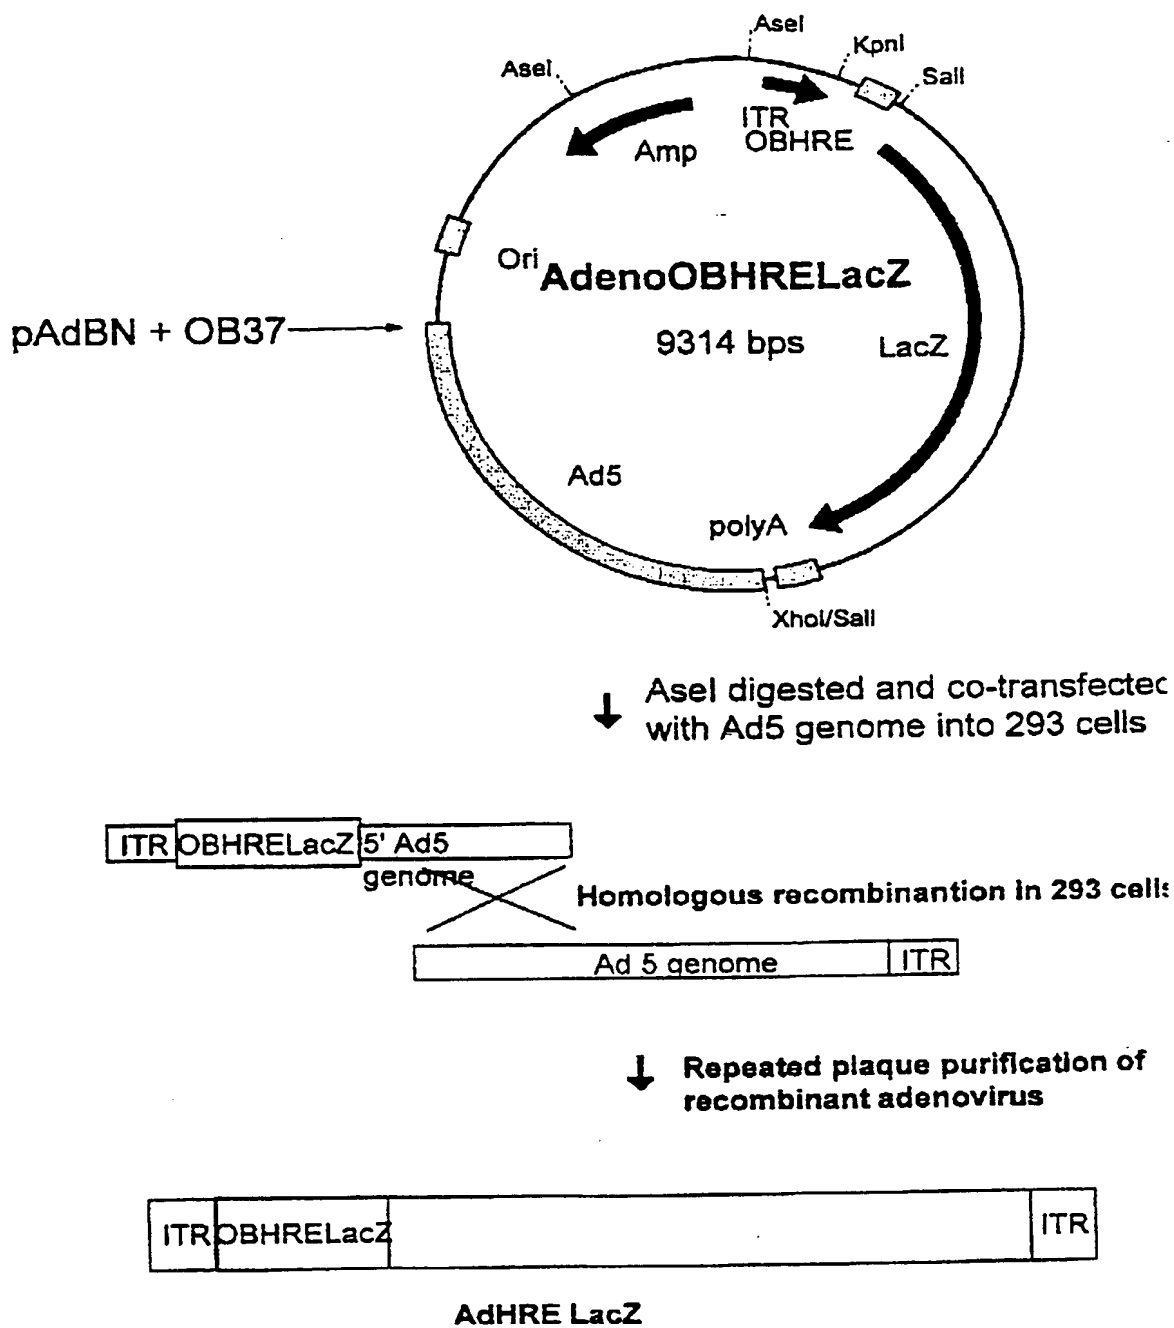 AseI
AseI
KpnI
SalI
ITR
OBHRE
Amp
Ori
AdenoOBHRELacZ
pAdBN + OB37
9314 bps
LacZ
Ad5
polyA
XhoI/SalI
AseI digested and co-transfected
with Ad5 genome into 293 cells
ITR OBHRELacZ 5' Ad5
genome
Homologous recombinantion in 293 cells
Ad 5 genome ITR
Repeated plaque purification of
recombinant adenovirus
ITR OBHRELacZ ITR
AdHRE LacZ